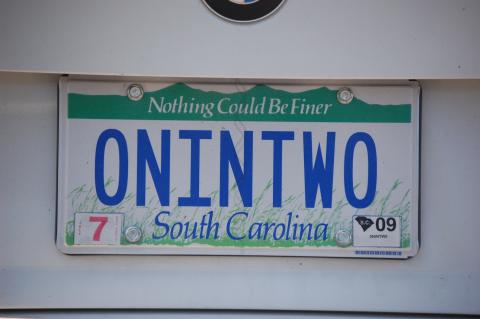 Nothing Could Be Finer
ONINTWO
7
South Carolina
09